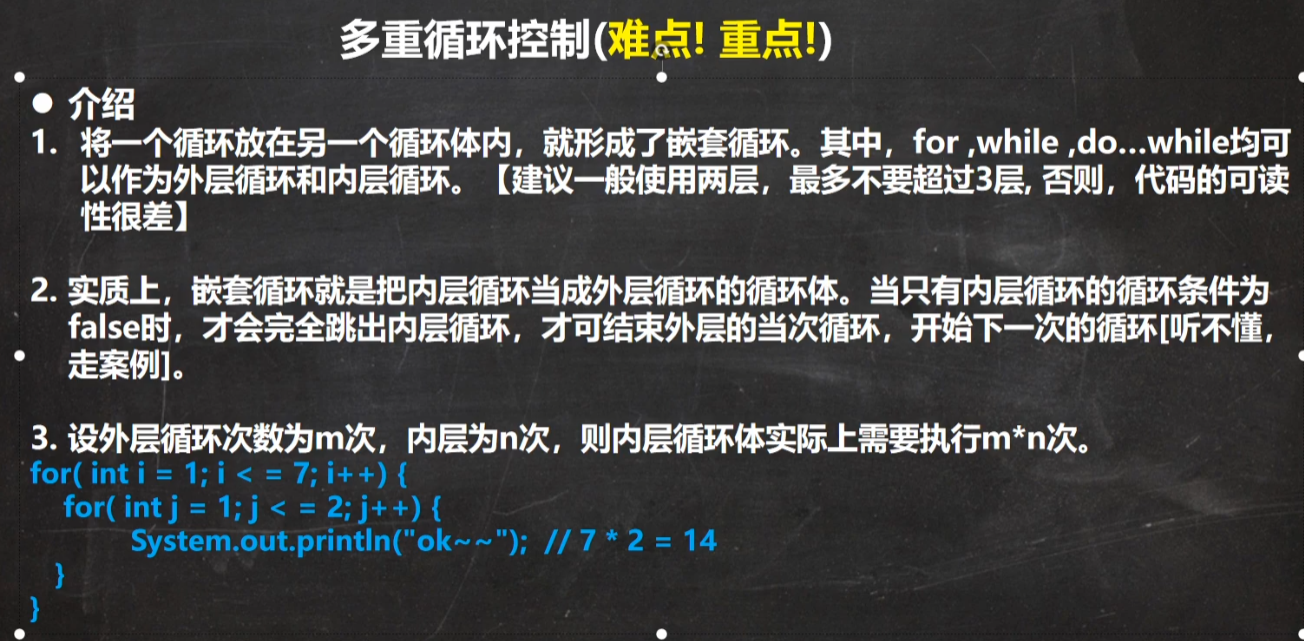 多重循环控制(难点! 重点!)
● 介绍
1. 将一个循环放在另一个循环体内，就形成了嵌套循环。其中，for ,while ,do…while均可
以作为外层循环和内层循环。【建议一般使用两层，最多不要超过3层, 否则，代码的可读
性很差】
2. 实质上，嵌套循环就是把内层循环当成外层循环的循环体。当只有内层循环的循环条件为
false时，才会完全跳出内层循环，才可结束外层的当次循环，开始下一次的循环[听不懂，
走案例]。
3. 设外层循环次数为m次，内层为n次，则内层循环体实际上需要执行m*n次。
for( int i = 1; i < = 7; i++) {
for( int j = 1; j < = 2; j++) {
System.out.println("ok~~"); // 7 * 2 = 14
}
}